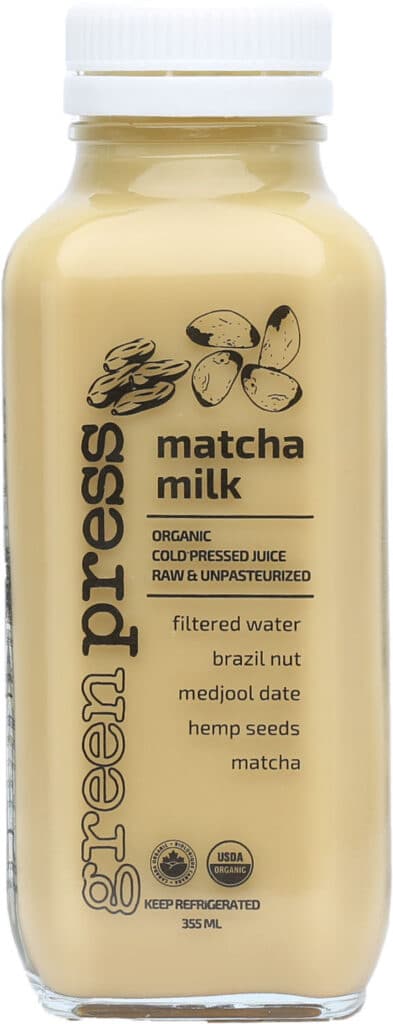 green press
matcha
milk
ORGANIC
COLD PRESSED JUICE
RAW & UNPASTEURIZED
filtered water
brazil nut
medjool date
hemp seeds
matcha
USDA
ORGANIC
KEEP REFRIGERATED
355 ML